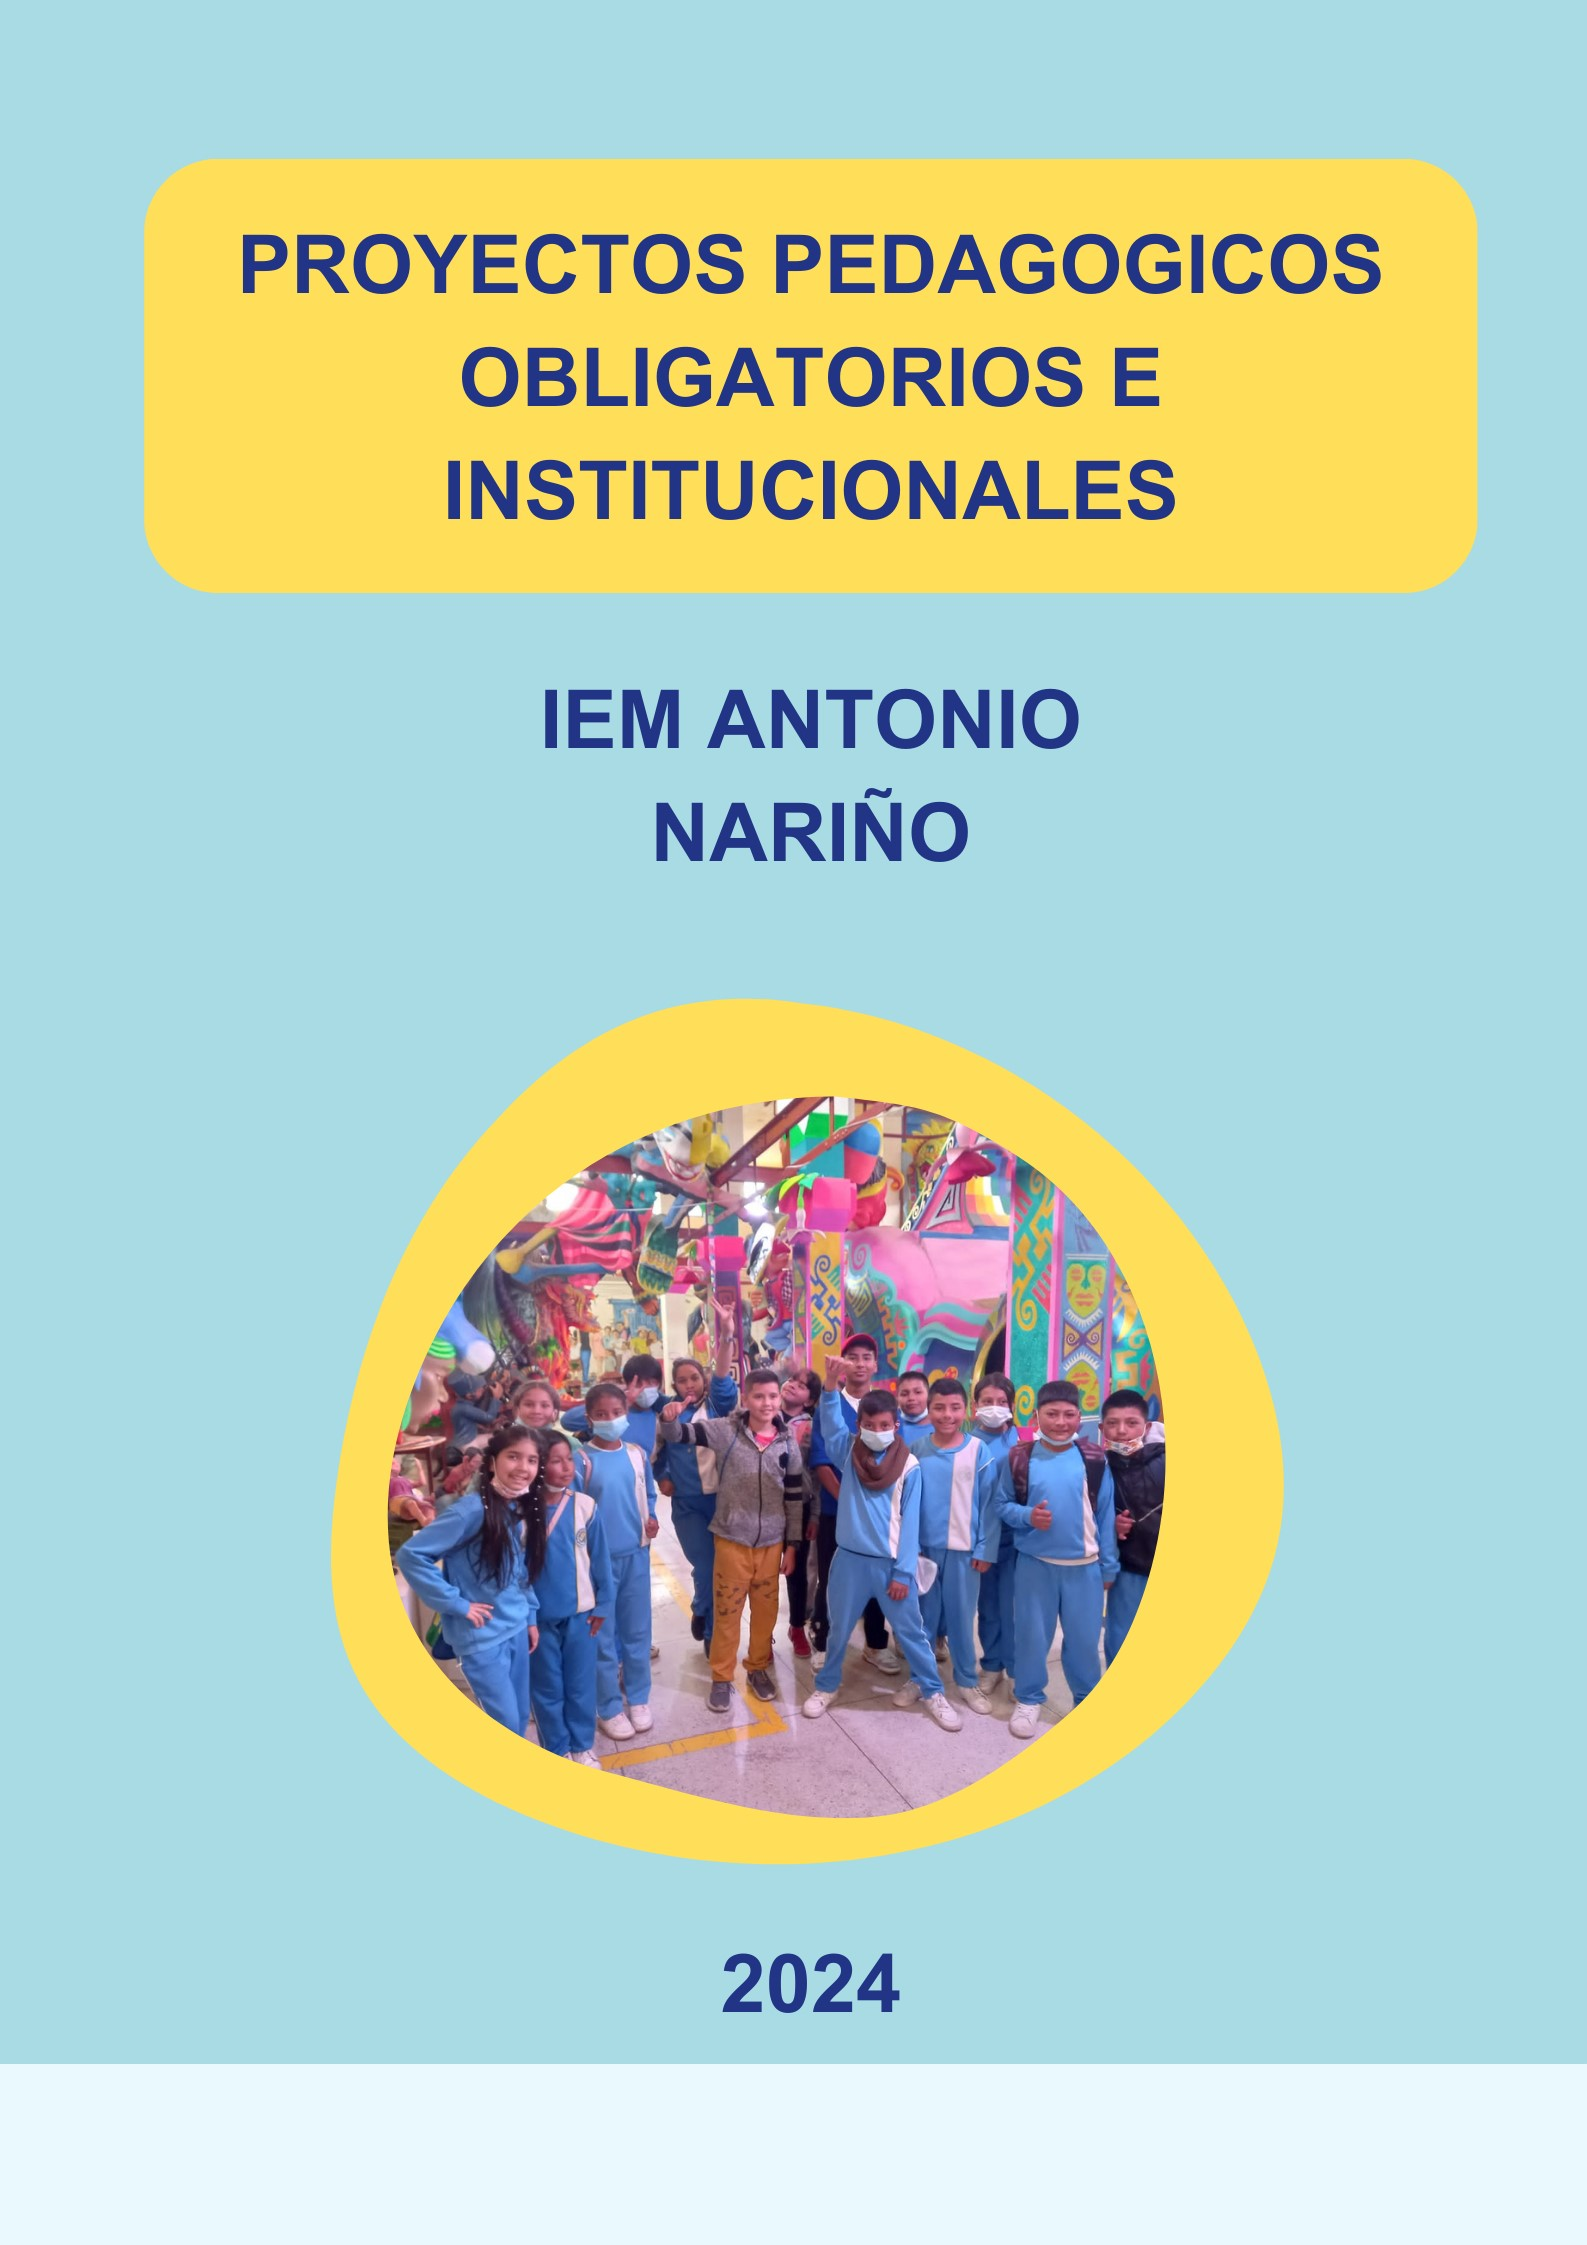 PROYECTOS PEDAGOGICOS
OBLIGATORIOS E
INSTITUCIONALES
IEM ANTONIO
NARIÑO
2024